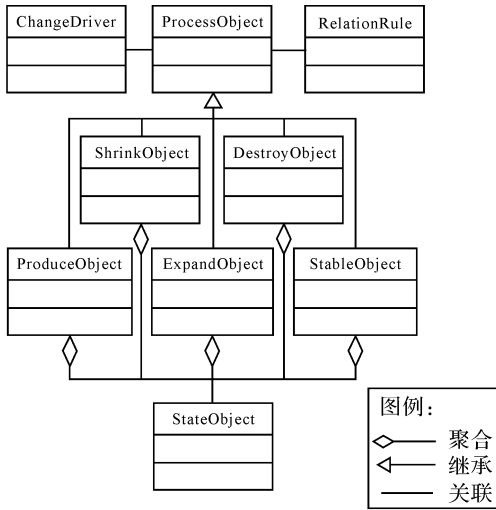 ChangeDriver
ProcessObject
RelationRule
ShrinkObject
DestroyObject
ProduceObject
ExpandObject
StableObject
StateObject
图例：
聚合
继承
关联